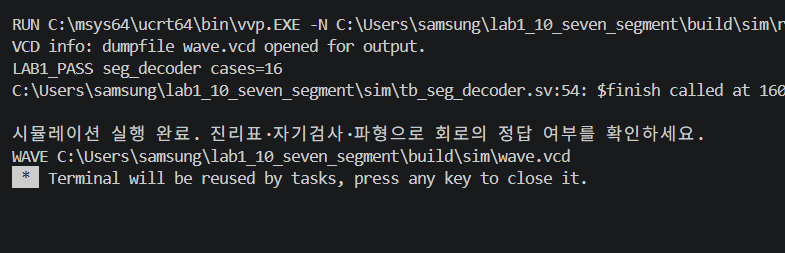 RUN C:\msys64\ucrt64\bin\vvp.EXE -N C:\Users\samsung\lab1_10_seven_segment\build\sim\r
VCD info: dumpfile wave.vcd opened for output.
LAB1_PASS seg_decoder cases=16
C:\Users\samsung\lab1_10_seven_segment\sim\tb_seg_decoder.sv:54: $finish called at 160
시뮬레이션 실행 완료. 진리표·자기검사·파형으로 회로의 정답 여부를 확인하세요.
WAVE C:\Users\samsung\lab1_10_seven_segment\build\sim\wave.vcd
* Terminal will be reused by tasks, press any key to close it.